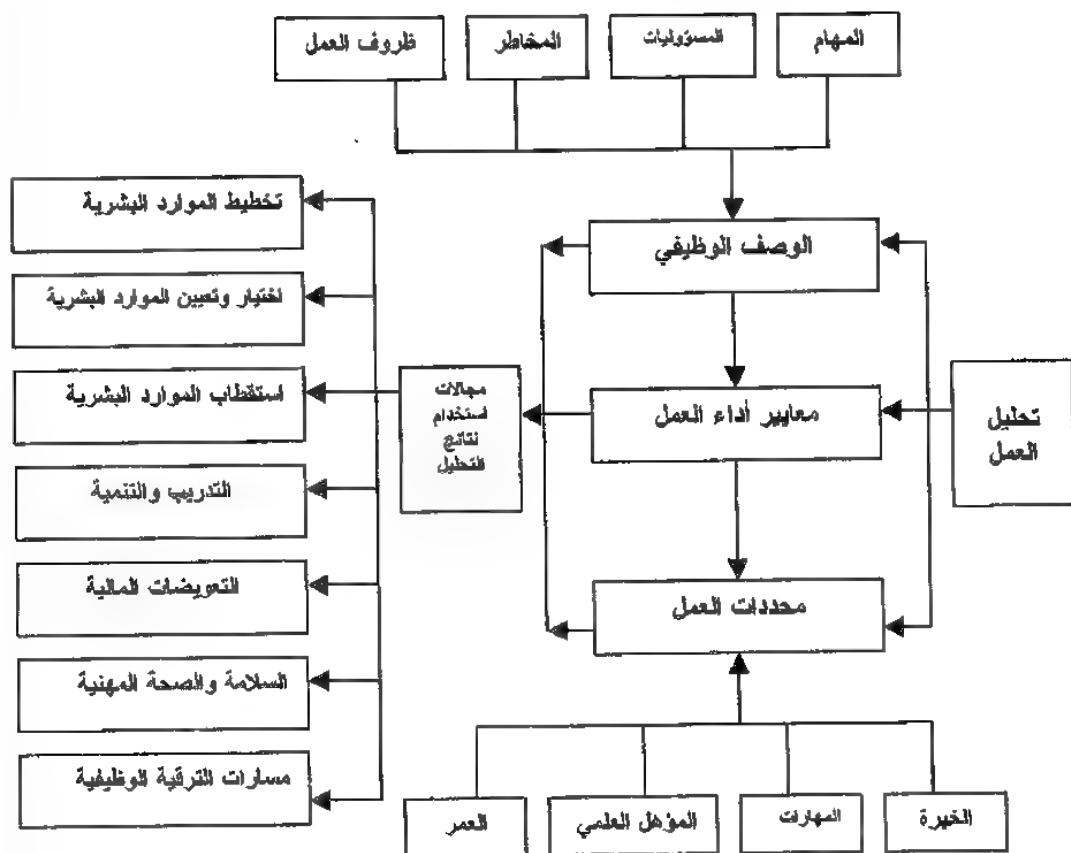 المهام
المسؤوليات
المخاطر
ظروف العمل
الوصف الوظيفي
معايير أداء العمل
محددات العمل
تحليل
العمل
مجالات
استخدام
نتائج
التحليل
تخطيط الموارد البشرية
اختيار وتعيين الموارد البشرية
استقطاب الموارد البشرية
التدريب والتنمية
التعويضات المالية
السلامة والصحة المهنية
مسارات الترقية الوظيفية
الخبرة
المهارات
المؤهل العلمي
العمر